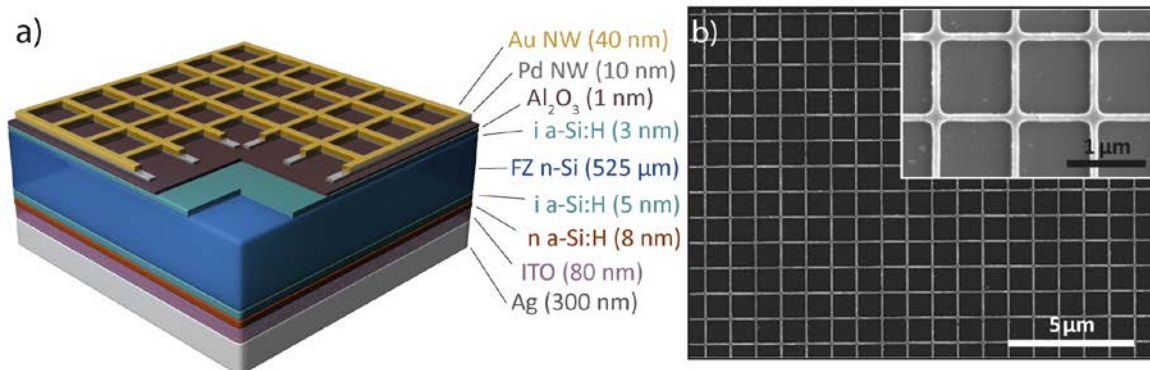 a)
Au NW (40 nm)
Pd NW (10 nm)
Al₂O₃ (1 nm)
i a-Si:H (3 nm)
FZ n-Si (525 µm)
i a-Si:H (5 nm)
n a-Si:H (8 nm)
ITO (80 nm)
Ag (300 nm)
b)
1 µm
5 µm